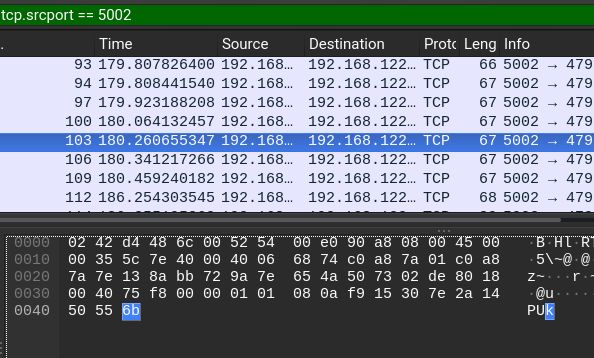 tcp.srcport == 5002
. Time Source Destination Protc Leng Info
93 179.807826400 192.168… 192.168.122… TCP 66 5002 → 479
94 179.808441540 192.168… 192.168.122… TCP 67 5002 → 479
97 179.923188208 192.168… 192.168.122… TCP 67 5002 → 479
100 180.064132457 192.168… 192.168.122… TCP 67 5002 → 479
103 180.260655347 192.168… 192.168.122… TCP 67 5002 → 479
106 180.341217266 192.168… 192.168.122… TCP 67 5002 → 479
109 180.459240182 192.168… 192.168.122… TCP 67 5002 → 479
112 186.254303545 192.168… 192.168.122… TCP 68 5002 → 479
0000 02 42 d4 48 6c 00 52 54 00 e0 90 a8 08 00 45 00 ·B·Hl·RT
0010 00 35 5c 7e 40 00 40 06 68 74 c0 a8 7a 01 c0 a8 ·5\~@·@·
0020 7a 7e 13 8a bb 72 9a 7e 65 4a 50 73 02 de 80 18 z~···r·~
0030 00 40 75 f8 00 00 01 01 08 0a f9 15 30 7e 2a 14 ·@u·····
0040 50 55 6b PUk